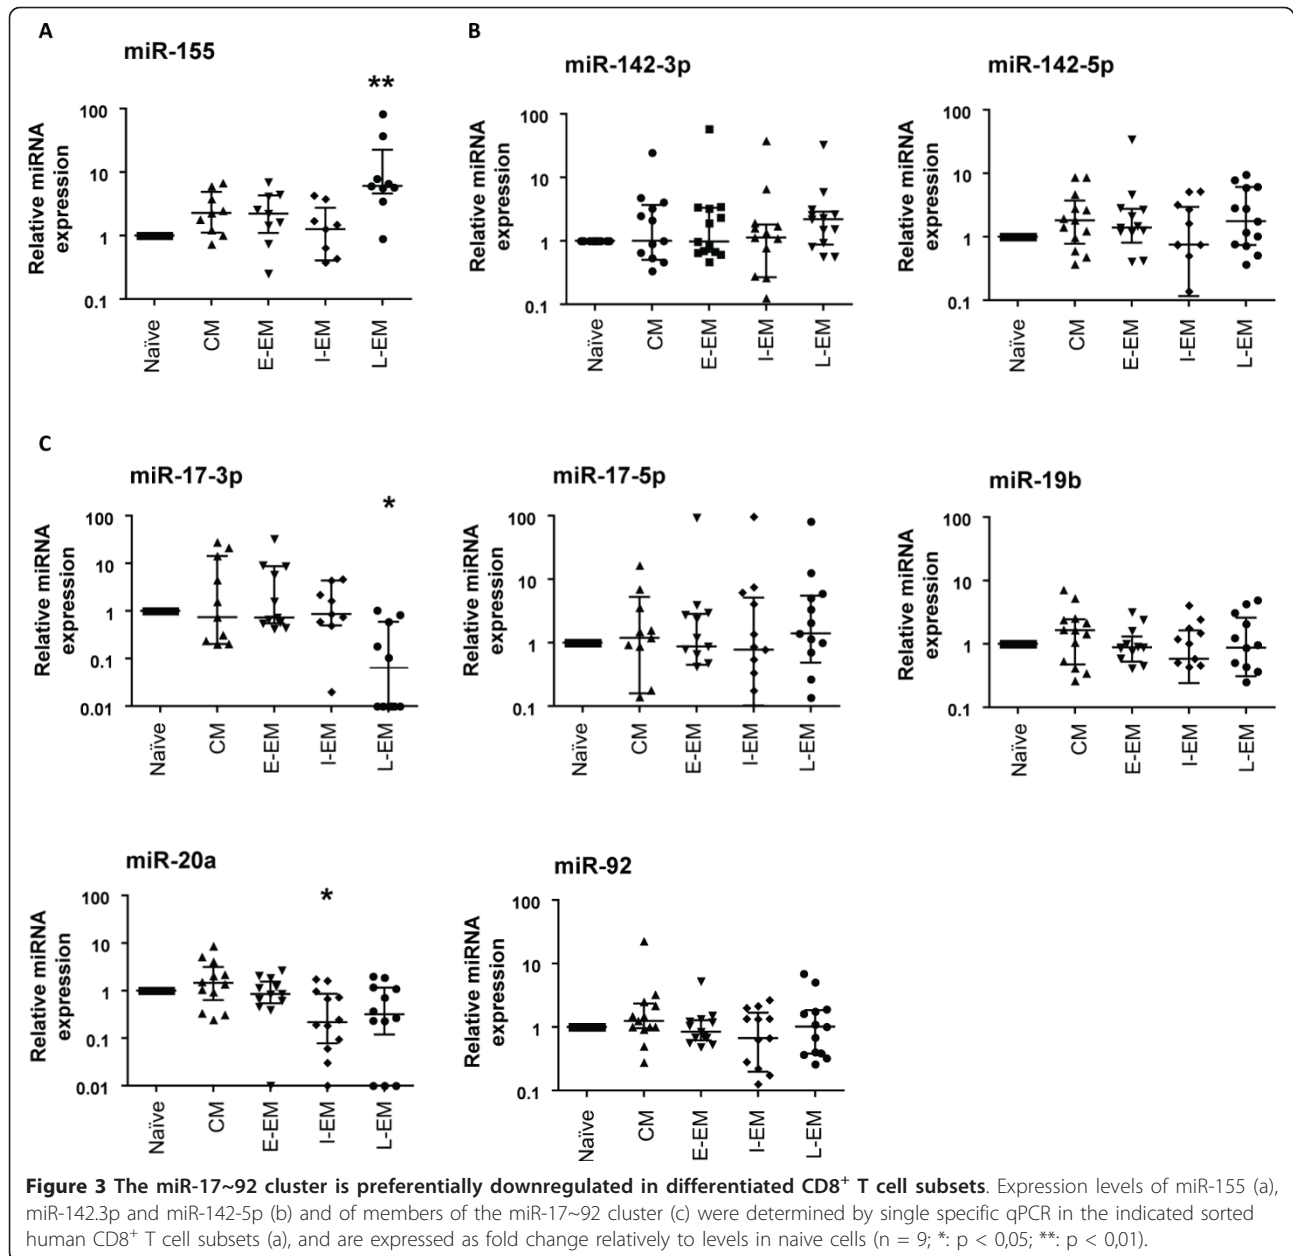 A
miR-155
**
Relative miRNA
expression
100
10
1
0.1
Naïve
CM
E-EM
I-EM
L-EM
B
miR-142-3p
100
10
1
0.1
Naïve
CM
E-EM
I-EM
L-EM
miR-142-5p
Relative miRNA
expression
100
10
1
0.1
Naïve
CM
E-EM
I-EM
L-EM
C
miR-17-3p
*
Relative miRNA
expression
100
10
1
0.1
0.01
Naïve
CM
E-EM
I-EM
L-EM
miR-17-5p
Relative miRNA
expression
100
10
1
0.1
Naïve
CM
E-EM
I-EM
L-EM
miR-19b
Relative miRNA
expression
100
10
1
0.1
Naïve
CM
E-EM
I-EM
L-EM
miR-20a
*
Relative miRNA
expression
100
10
1
0.1
0.01
Naïve
CM
E-EM
I-EM
L-EM
miR-92
Relative miRNA
expression
100
10
1
0.1
Naïve
CM
E-EM
I-EM
L-EM
Figure 3 The miR-17~92 cluster is preferentially downregulated in differentiated CD8⁺ T cell subsets. Expression levels of miR-155 (a),
miR-142.3p and miR-142-5p (b) and of members of the miR-17~92 cluster (c) were determined by single specific qPCR in the indicated sorted
human CD8⁺ T cell subsets (a), and are expressed as fold change relatively to levels in naive cells (n = 9; *: p < 0,05; **: p < 0,01).